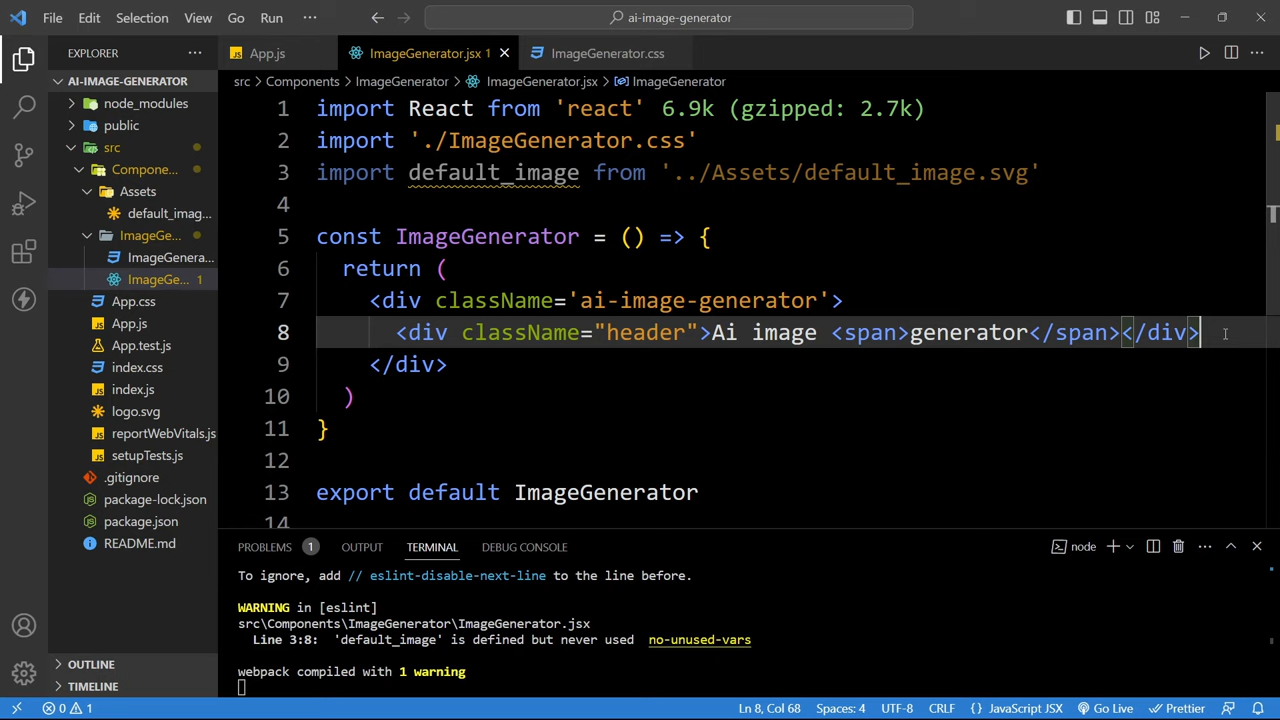 File Edit Selection View Go Run ··· ai-image-generator
EXPLORER ···
AI-IMAGE-GENERATOR
node_modules
public
src
Compone...
Assets
default_imag...
ImageGe...
ImageGenera...
ImageGe... 1
App.css
App.js
App.test.js
index.css
index.js
logo.svg
reportWebVitals.js
setupTests.js
.gitignore
package-lock.json
package.json
README.md
OUTLINE
TIMELINE
App.js ImageGenerator.jsx 1 ImageGenerator.css
src > Components > ImageGenerator > ImageGenerator.jsx > ImageGenerator
1 import React from 'react' 6.9k (gzipped: 2.7k)
2 import './ImageGenerator.css'
3 import default_image from '../Assets/default_image.svg'
4
5 const ImageGenerator = () => {
6 return (
7 <div className='ai-image-generator'>
8 <div className="header">Ai image <span>generator</span></div>
9 </div>
10 )
11 }
12
13 export default ImageGenerator
14
PROBLEMS 1 OUTPUT TERMINAL DEBUG CONSOLE node
To ignore, add // eslint-disable-next-line to the line before.
WARNING in [eslint]
src\Components\ImageGenerator\ImageGenerator.jsx
Line 3:8: 'default_image' is defined but never used no-unused-vars
webpack compiled with 1 warning
0 1 Ln 8, Col 68 Spaces: 4 UTF-8 CRLF {} JavaScript JSX Go Live Prettier